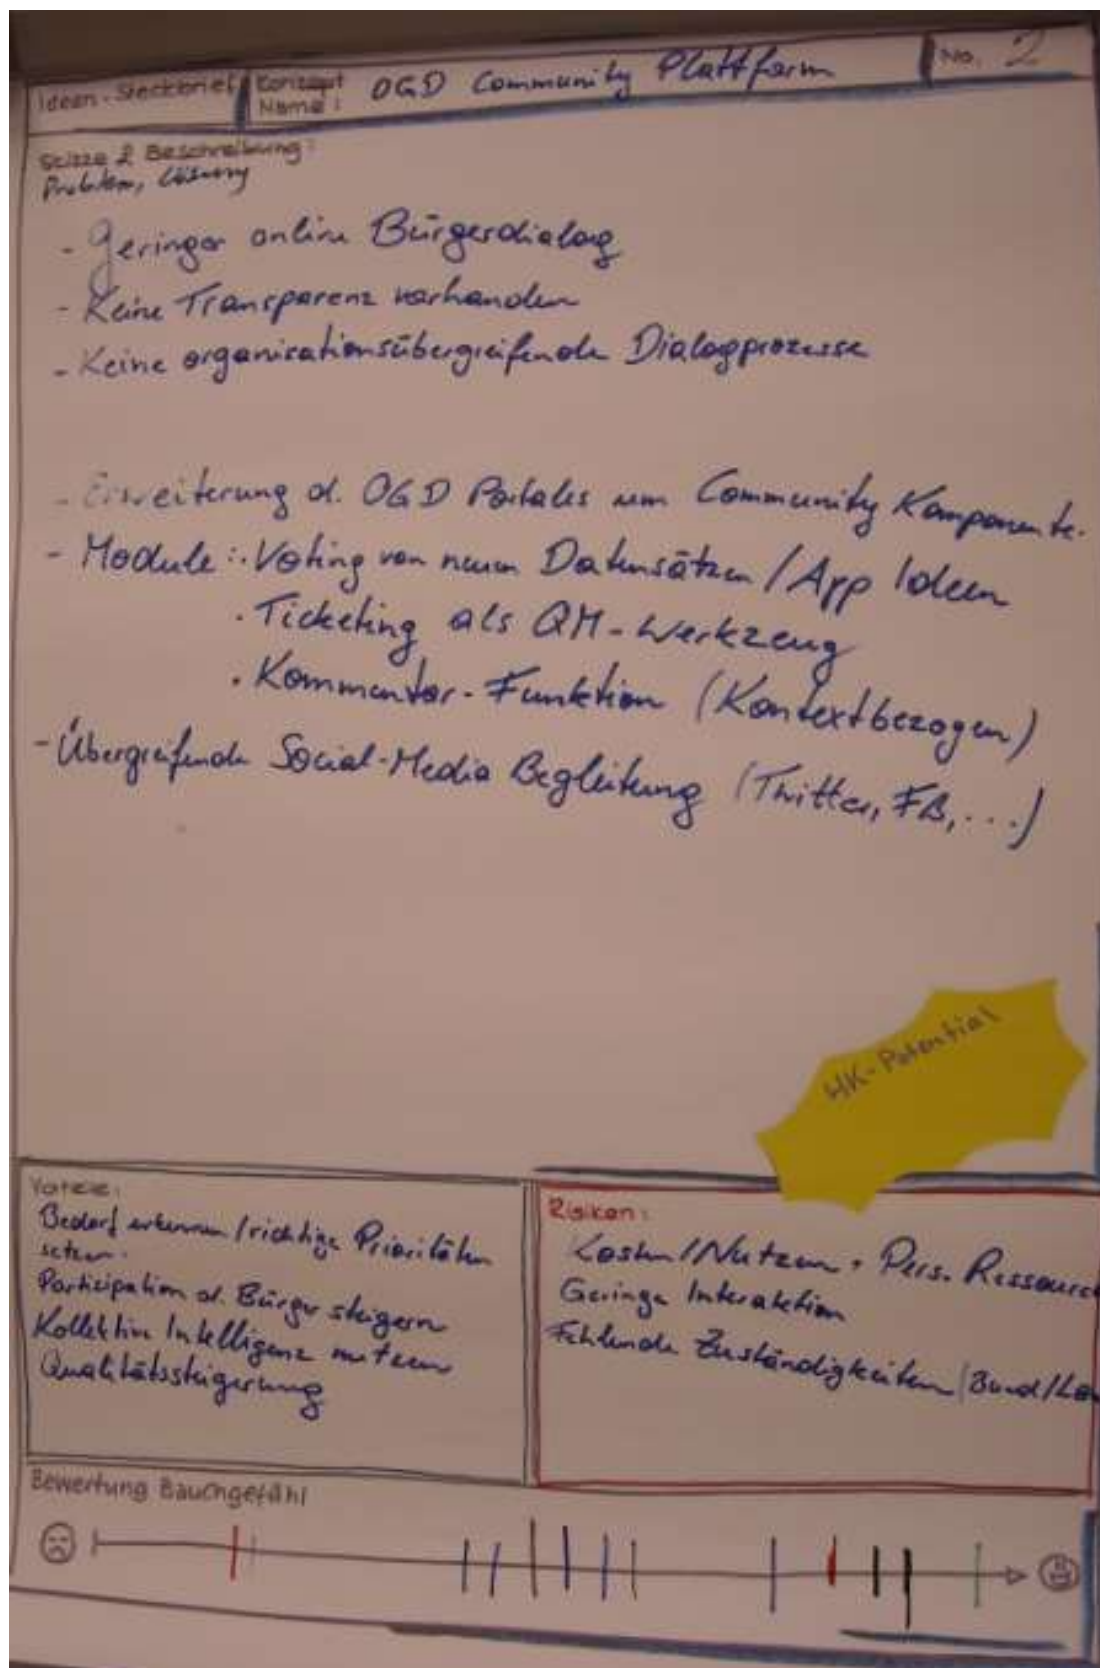 Ideen-Steckbrief
Konzept Name: OGD Community Plattform
No. 2
Skizze & Beschreibung:
Problem, Lösung
- Geringer online Bürgerdialog
- Keine Transparenz vorhanden
- Keine organisationsübergreifende Dialogprozesse
- Erweiterung d. OGD Portales um Community Komponente.
- Module: · Voting von neuen Datensätzen / App Ideen
· Ticketing als QM-Werkzeug
· Kommentar-Funktion (Kontextbezogen)
- Übergreifende Social-Media Begleitung (Twitter, FB, ...)
HK-Potential
Vorteile:
Bedarf erkennen / richtige Prioritäten
setzen.
Participation d. Bürger steigern
Kollektive Intelligenz nutzen
Qualitätssteigerung
Risiken:
Kosten / Nutzen + Pers. Ressourc
Geringe Interaktion
Fehlende Zuständigkeiten (Bund/Lä
Bewertung Bauchgefühl